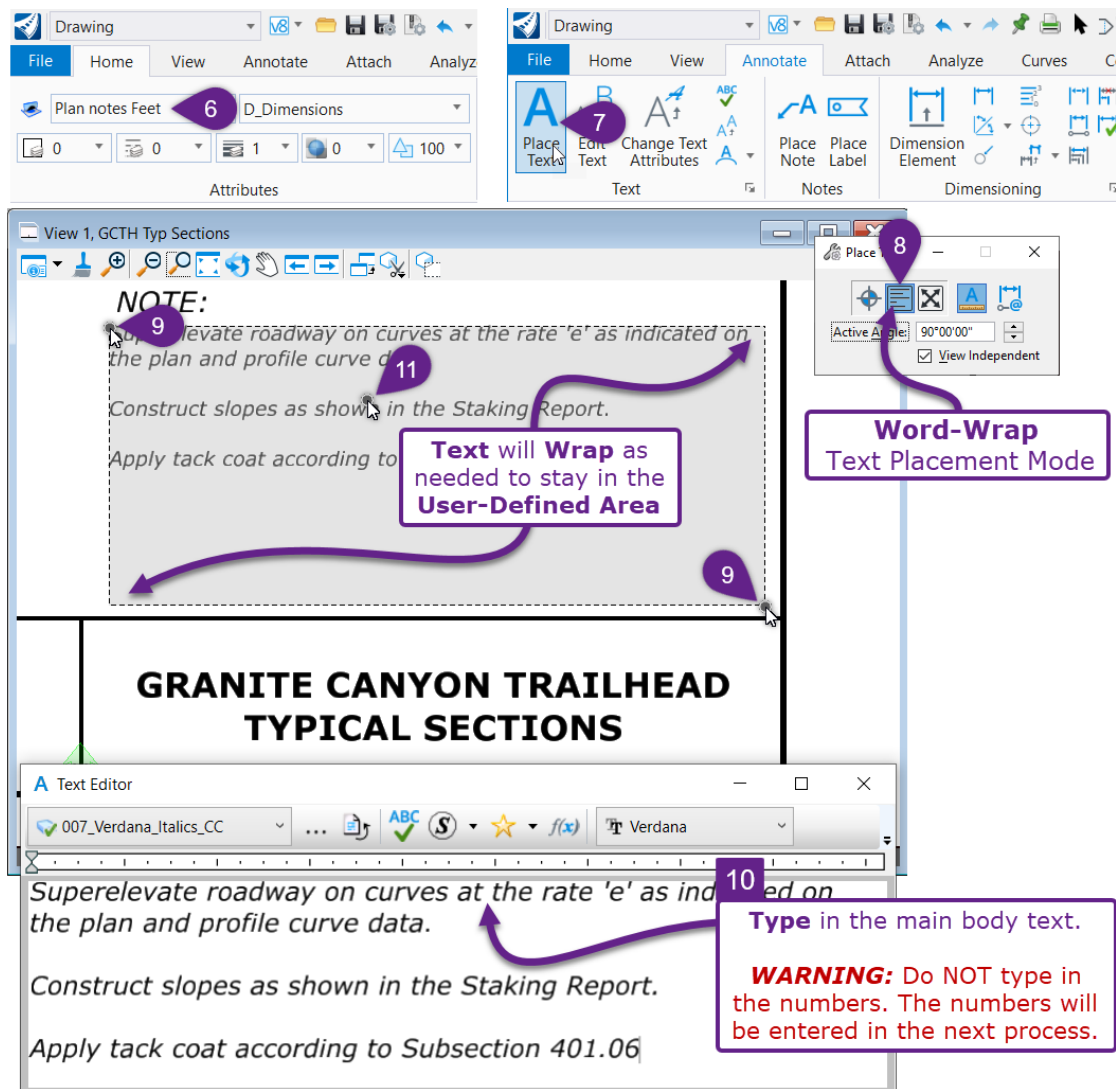 Drawing
V8
File Home View Annotate Attach Analyz
Plan notes Feet
6
D_Dimensions
0 0 1 0 100
Attributes
Drawing
V8
File Home View Annotate Attach Analyze Curves C
7
Place Text
Edit Text
Change Text Attributes
ABC
Place Note
Place Label
Dimension Element
Text
Notes
Dimensioning
View 1, GCTH Typ Sections
NOTE:
9
Superelevate roadway on curves at the rate 'e' as indicated on
the plan and profile curve
11
Construct slopes as shown in the Staking Report.
Apply tack coat according to
Text will Wrap as
needed to stay in the
User-Defined Area
9
Place
8
Active Angle: 90°00'00"
View Independent
Word-Wrap
Text Placement Mode
GRANITE CANYON TRAILHEAD
TYPICAL SECTIONS
Text Editor
007_Verdana_Italics_CC
...
ABC
S
f(x)
Verdana
Superelevate roadway on curves at the rate 'e' as indicated on
the plan and profile curve data.
Construct slopes as shown in the Staking Report.
Apply tack coat according to Subsection 401.06
10
Type in the main body text.
WARNING: Do NOT type in
the numbers. The numbers will
be entered in the next process.